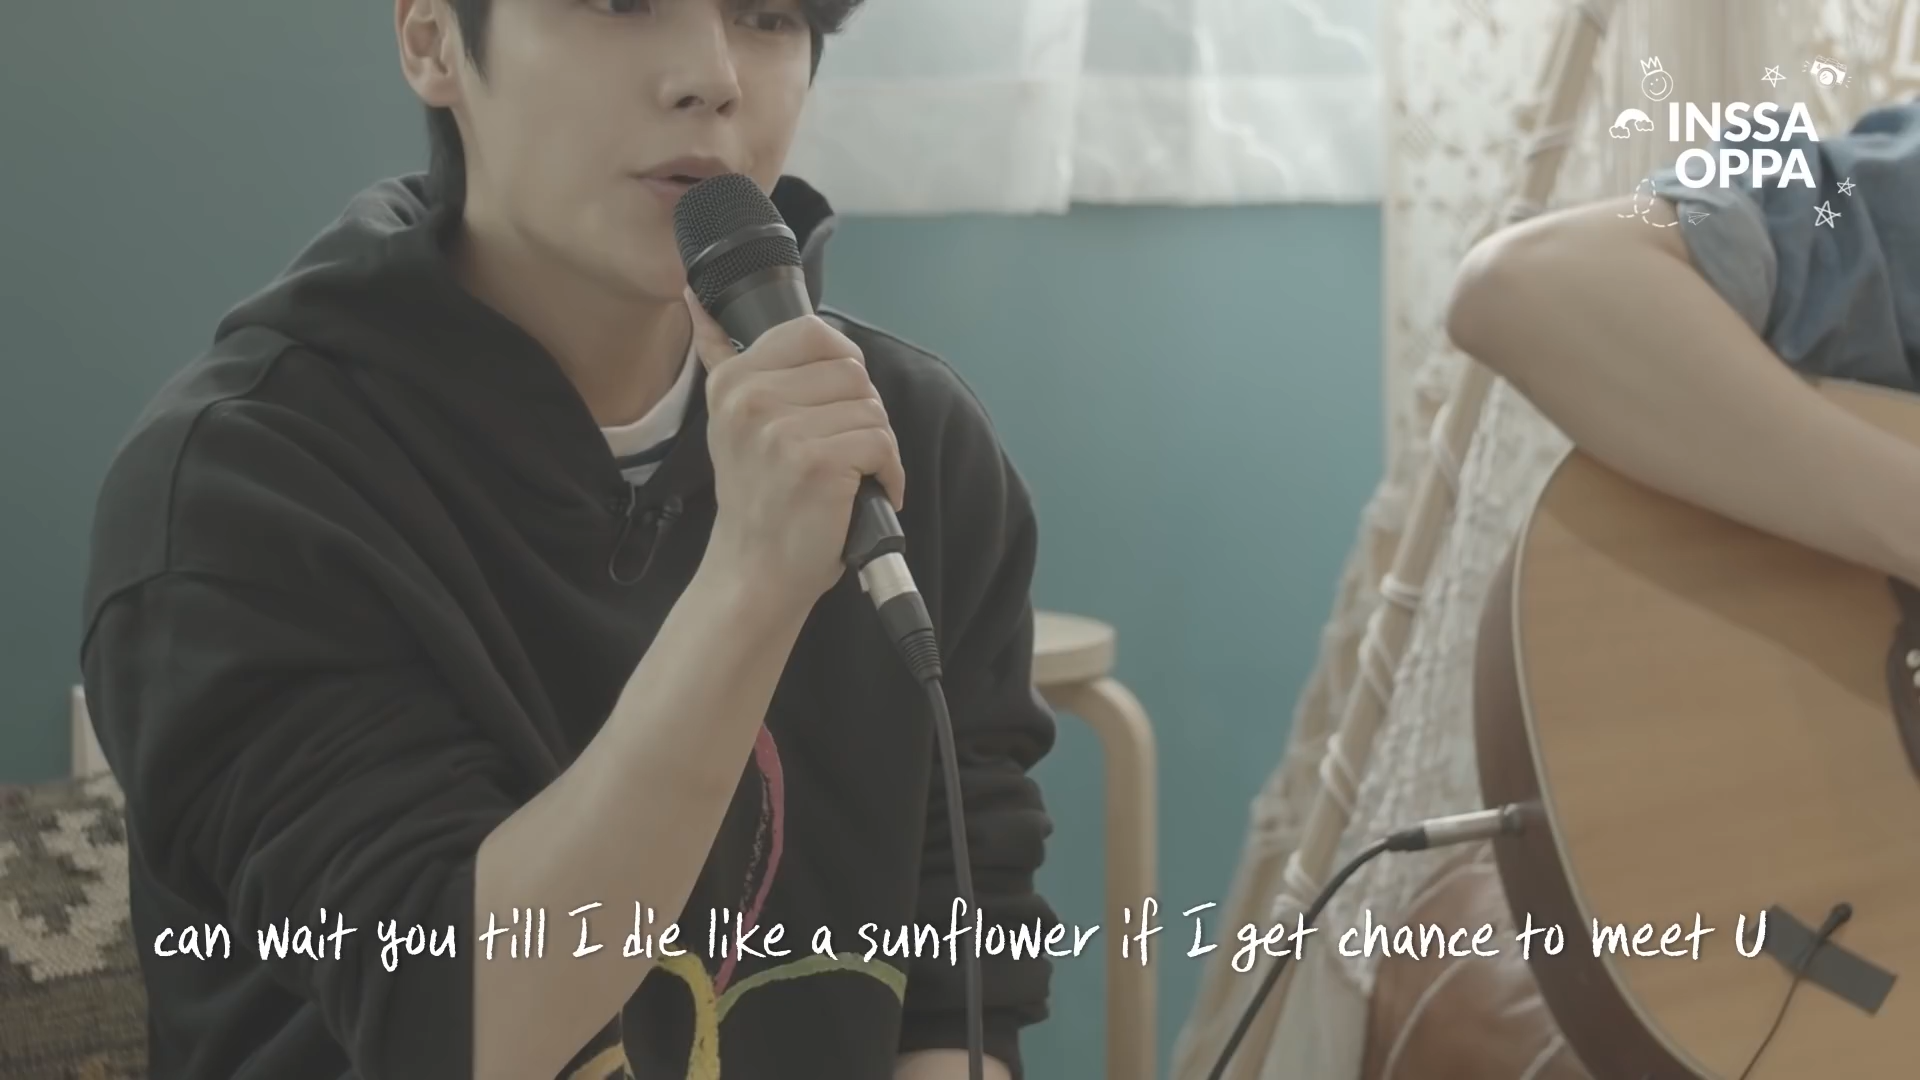 INSSA
OPPA
can wait you till I die like a sunflower if I get chance to meet U